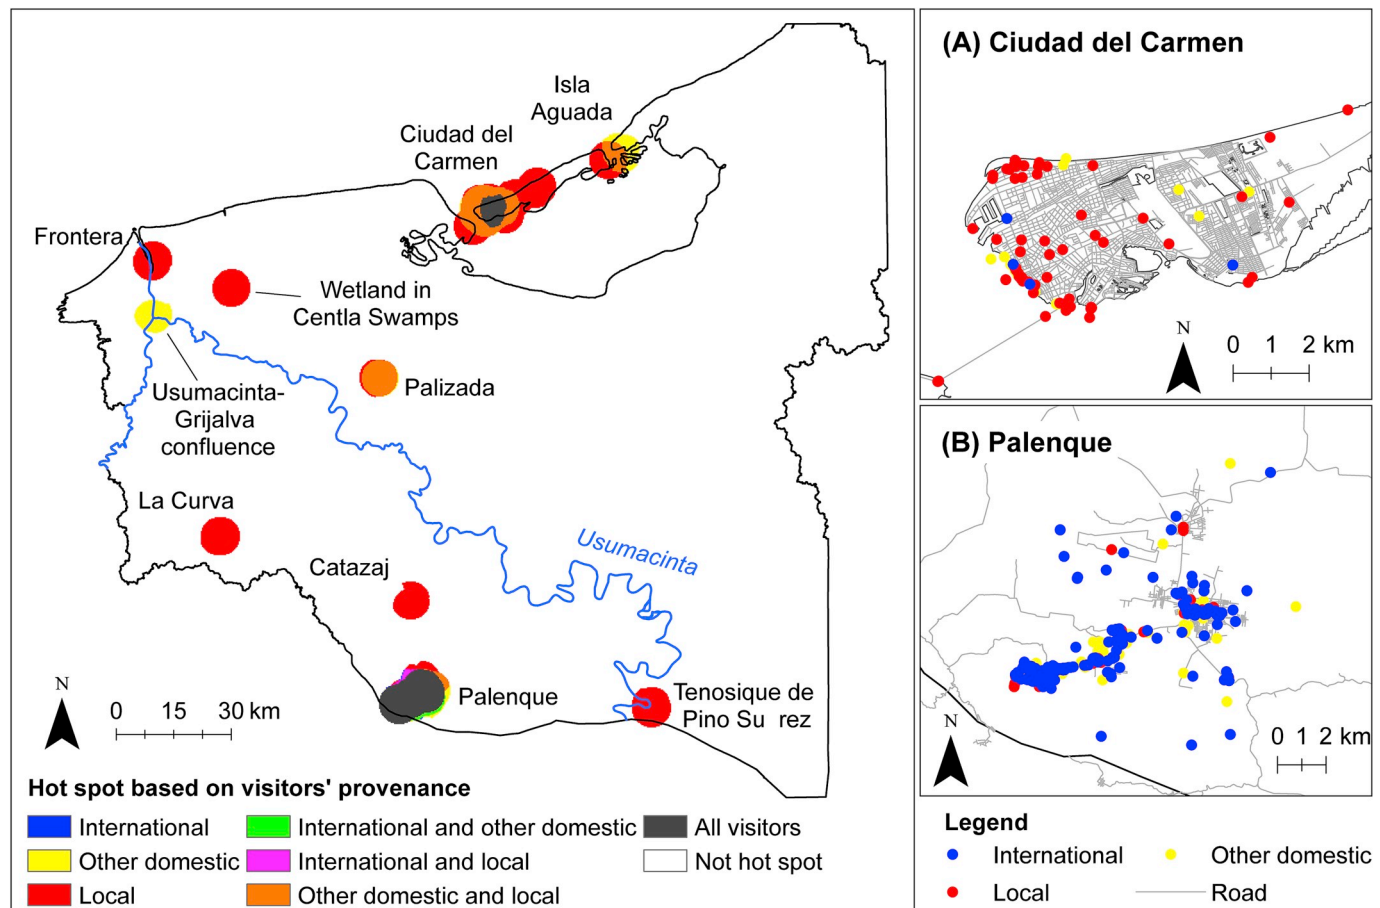 Isla
Aguada
Ciudad del
Carmen
Frontera
Wetland in
Centla Swamps
Usumacinta-
Grijalva
confluence
Palizada
La Curva
Usumacinta
Catazaj
Palenque
Tenosique de
Pino Su rez
N
0 15 30 km
Hot spot based on visitors' provenance
International
Other domestic
Local
International and other domestic
International and local
Other domestic and local
All visitors
Not hot spot
(A) Ciudad del Carmen
N
0 1 2 km
(B) Palenque
N
0 1 2 km
Legend
International
Other domestic
Local
Road